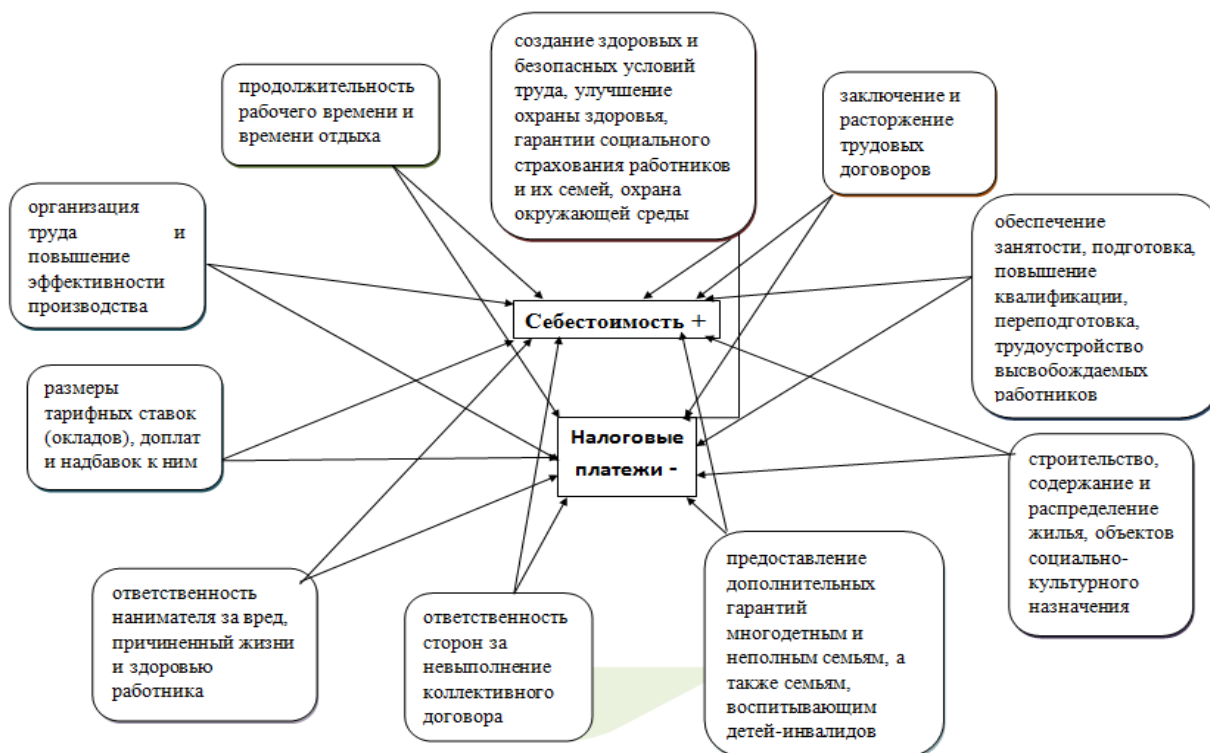 создание здоровых и
безопасных условий
труда, улучшение
охраны здоровья,
гарантии социального
страхования работников
и их семей, охрана
окружающей среды
продолжительность
рабочего времени и
времени отдыха
заключение и
расторжение
трудовых
договоров
организация
труда и
повышение
эффективности
производства
обеспечение
занятости, подготовка,
повышение
квалификации,
переподготовка,
трудоустройство
высвобождаемых
работников
Себестоимость +
размеры
тарифных ставок
(окладов), доплат
и надбавок к ним
Налоговые
платежи -
строительство,
содержание и
распределение
жилья, объектов
социально-
культурного
назначения
ответственность
нанимателя за вред,
причиненный жизни
и здоровью
работника
ответственность
сторон за
невыполнение
коллективного
договора
предоставление
дополнительных
гарантий
многодетным и
неполным семьям, а
также семьям,
воспитывающим
детей-инвалидов